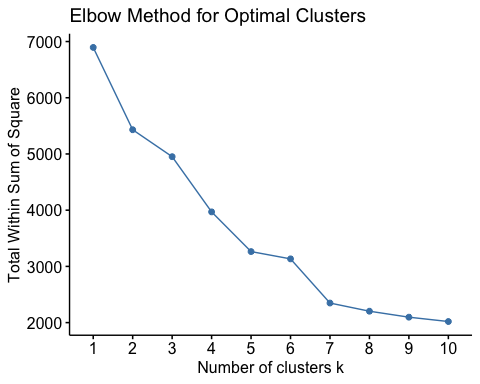 Elbow Method for Optimal Clusters
7000
6000
5000
4000
3000
2000
Total Within Sum of Square
1 2 3 4 5 6 7 8 9 10
Number of clusters k